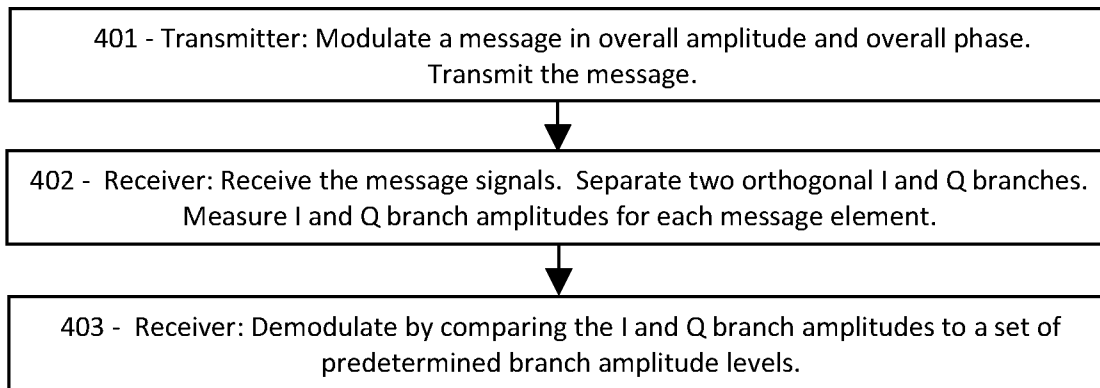 401 - Transmitter: Modulate a message in overall amplitude and overall phase.
Transmit the message.
402 - Receiver: Receive the message signals. Separate two orthogonal I and Q branches.
Measure I and Q branch amplitudes for each message element.
403 - Receiver: Demodulate by comparing the I and Q branch amplitudes to a set of
predetermined branch amplitude levels.